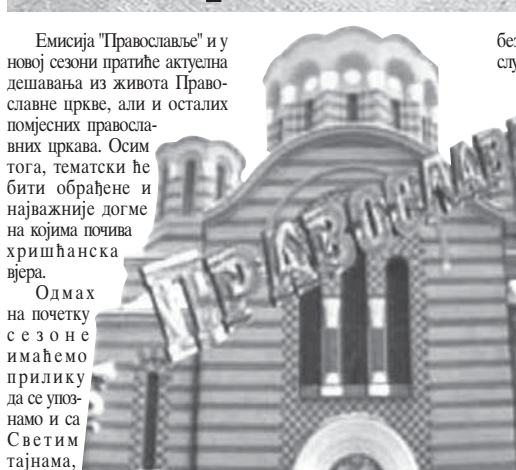 Емисија "Православље" и у
новој сезони пратиће актуелна
дешавања из живота Право-
славне цркве, али и осталих
помјесних правосла-
вних цркава. Осим
тога, тематски ће
бити обрађене и
најважније догме
на којима почива
хришћанска
вјера.
Одмах
на почетку
сезоне
имаћемо
прилику
да се упоз-
намо и са
Светим
тајнама,
без
слу
ПРАВОСЛАВ